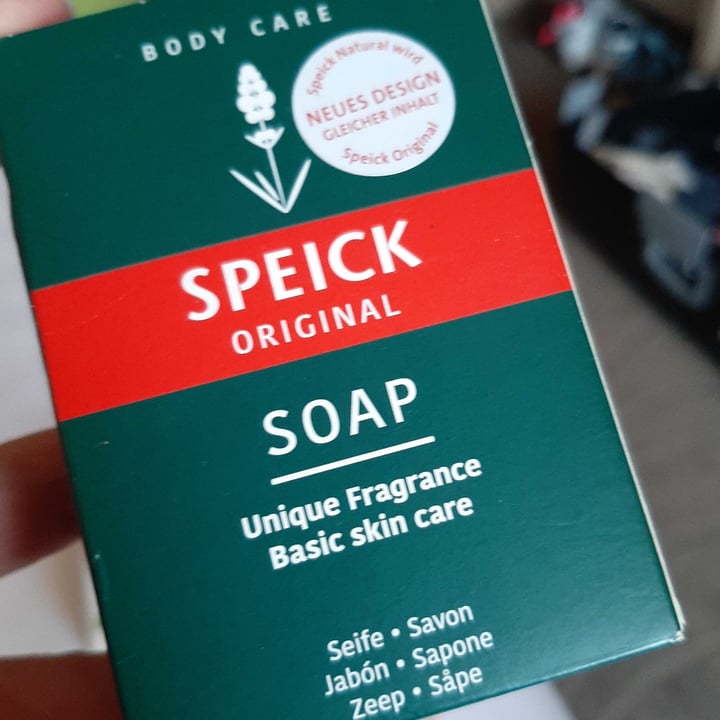 BODY CARE
Speick Natural wird
NEUES DESIGN
GLEICHER INHALT
Speick Original
SPEICK
ORIGINAL
SOAP
Unique Fragrance
Basic skin care
Seife • Savon
Jabón • Sapone
Zeep • Såpe